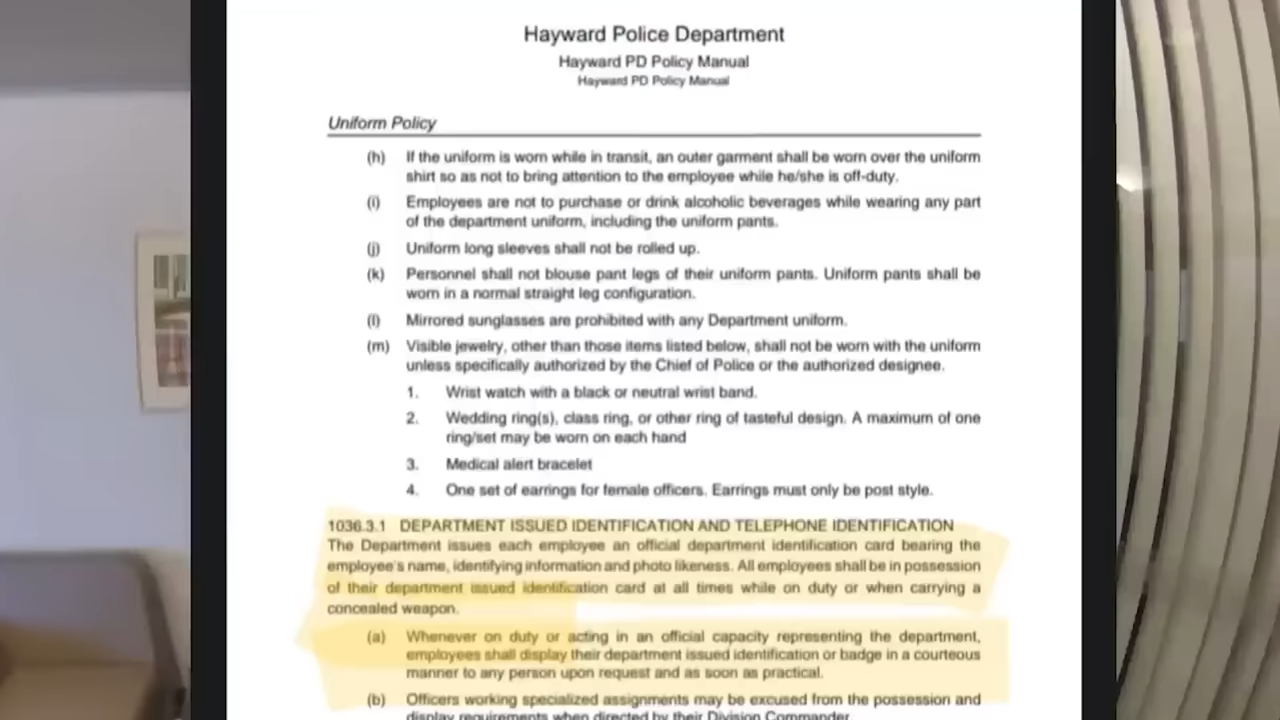 Hayward Police Department
Hayward PD Policy Manual
Hayward PD Policy Manual
Uniform Policy
(h) If the uniform is worn while in transit, an outer garment shall be worn over the uniform
shirt so as not to bring attention to the employee while he/she is off-duty.
(i) Employees are not to purchase or drink alcoholic beverages while wearing any part
of the department uniform, including the uniform pants.
(j) Uniform long sleeves shall not be rolled up.
(k) Personnel shall not blouse pant legs of their uniform pants. Uniform pants shall be
worn in a normal straight leg configuration.
(l) Mirrored sunglasses are prohibited with any Department uniform.
(m) Visible jewelry, other than those items listed below, shall not be worn with the uniform
unless specifically authorized by the Chief of Police or the authorized designee.
1. Wrist watch with a black or neutral wrist band.
2. Wedding ring(s), class ring, or other ring of tasteful design. A maximum of one
ring/set may be worn on each hand
3. Medical alert bracelet
4. One set of earrings for female officers. Earrings must only be post style.
1036.3.1 DEPARTMENT ISSUED IDENTIFICATION AND TELEPHONE IDENTIFICATION
The Department issues each employee an official department identification card bearing the
employee's name, identifying information and photo likeness. All employees shall be in possession
of their department issued identification card at all times while on duty or when carrying a
concealed weapon.
(a) Whenever on duty or acting in an official capacity representing the department,
employees shall display their department issued identification or badge in a courteous
manner to any person upon request and as soon as practical.
(b) Officers working specialized assignments may be excused from the possession and
display requirements when directed by their Division Commander.